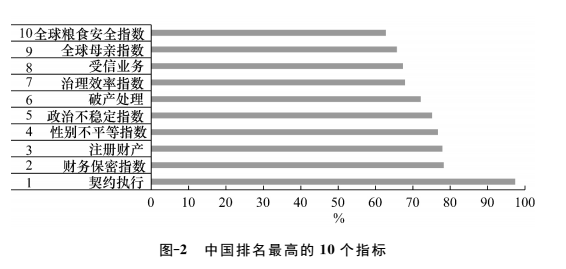 10 全球粮食安全指数
9 全球母亲指数
8 受信业务
7 治理效率指数
6 破产处理
5 政治不稳定指数
4 性别不平等指数
3 注册财产
2 财务保密指数
1 契约执行
0 10 20 30 40 50 60 70 80 90 100
%
图-2 中国排名最高的 10 个指标